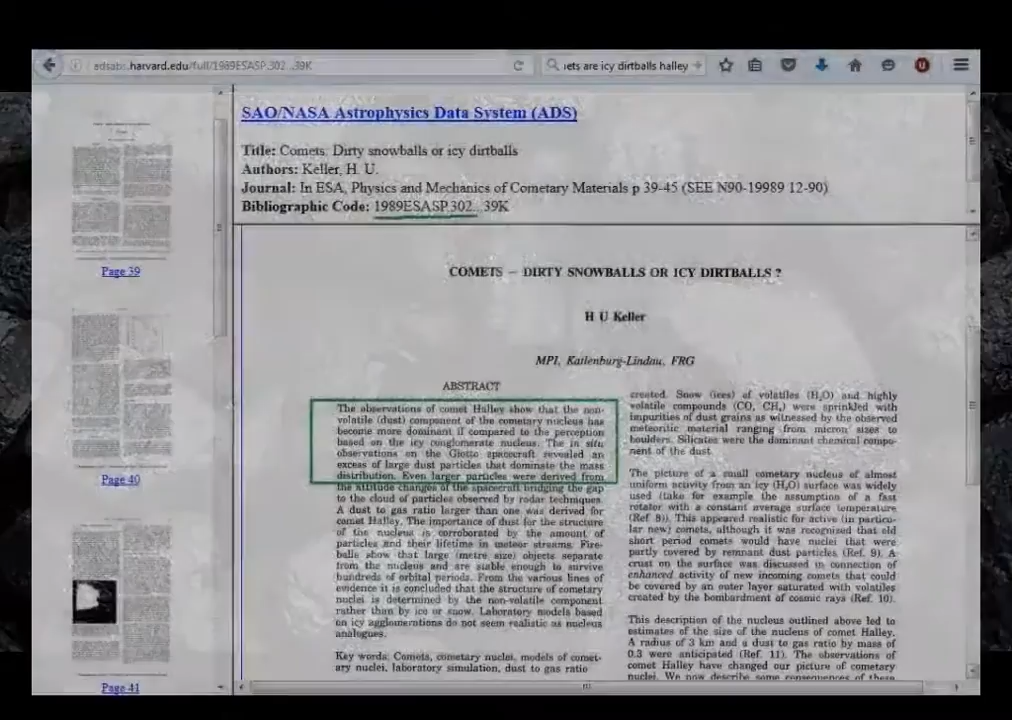 adsabs.harvard.edu/full/1989ESASP.302...39K
iets are icy dirtballs halley
SAO/NASA Astrophysics Data System (ADS)
Title: Comets: Dirty snowballs or icy dirtballs
Authors: Keller, H. U.
Journal: In ESA, Physics and Mechanics of Cometary Materials p 39-45 (SEE N90-19989 12-90)
Bibliographic Code: 1989ESASP.302...39K
Page 39
Page 40
Page 41
COMETS – DIRTY SNOWBALLS OR ICY DIRTBALLS ?
H U Keller
MPI, Katlenburg-Lindau, FRG
ABSTRACT
The observations of comet Halley show that the non-
volatile (dust) component of the cometary nucleus has
become more dominant if compared to the perception
based on the icy conglomerate nucleus. The in situ
observations on the Giotto spacecraft revealed an
excess of large dust particles that dominate the mass
distribution. Even larger particles were derived from
the attitude changes of the spacecraft bridging the gap
to the cloud of particles observed by radar techniques.
A dust to gas ratio larger than one was derived for
comet Halley. The importance of dust for the structure
of the nucleus is corroborated by the amount of
particles and their lifetime in meteor streams. Fire-
balls show that large (metre size) objects separate
from the nucleus and are stable enough to survive
hundreds of orbital periods. From the various lines of
evidence it is concluded that the structure of cometary
nuclei is determined by the non-volatile component
rather than by ice or snow. Laboratory models based
on icy agglomerations do not seem realistic as nucleus
analogues.
Key words: Comets, cometary nuclei, models of comet-
ary nuclei, laboratory simulation, dust to gas ratio
created. Snow (ices) of volatiles (H₂O) and highly
volatile compounds (CO, CH₄) were sprinkled with
impurities of dust grains as witnessed by the observed
meteoritic material ranging from micron sizes to
boulders. Silicates were the dominant chemical compo-
nent of the dust.
The picture of a small cometary nucleus of almost
uniform activity from an icy (H₂O) surface was widely
used (take for example the assumption of a fast
rotator with a constant average surface temperature
(Ref 8)). This appeared realistic for active (in particu-
lar new) comets, although it was recognised that old
short period comets would have nuclei that were
partly covered by remnant dust particles (Ref. 9). A
crust on the surface was discussed in connection of
enhanced activity of new incoming comets that could
be covered by an outer layer saturated with volatiles
created by the bombardment of cosmic rays (Ref. 10).
This description of the nucleus outlined above led to
estimates of the size of the nucleus of comet Halley.
A radius of 3 km and a dust to gas ratio by mass of
0.3 were anticipated (Ref. 11). The observations of
comet Halley have changed our picture of cometary
nuclei. We now describe some consequences of these